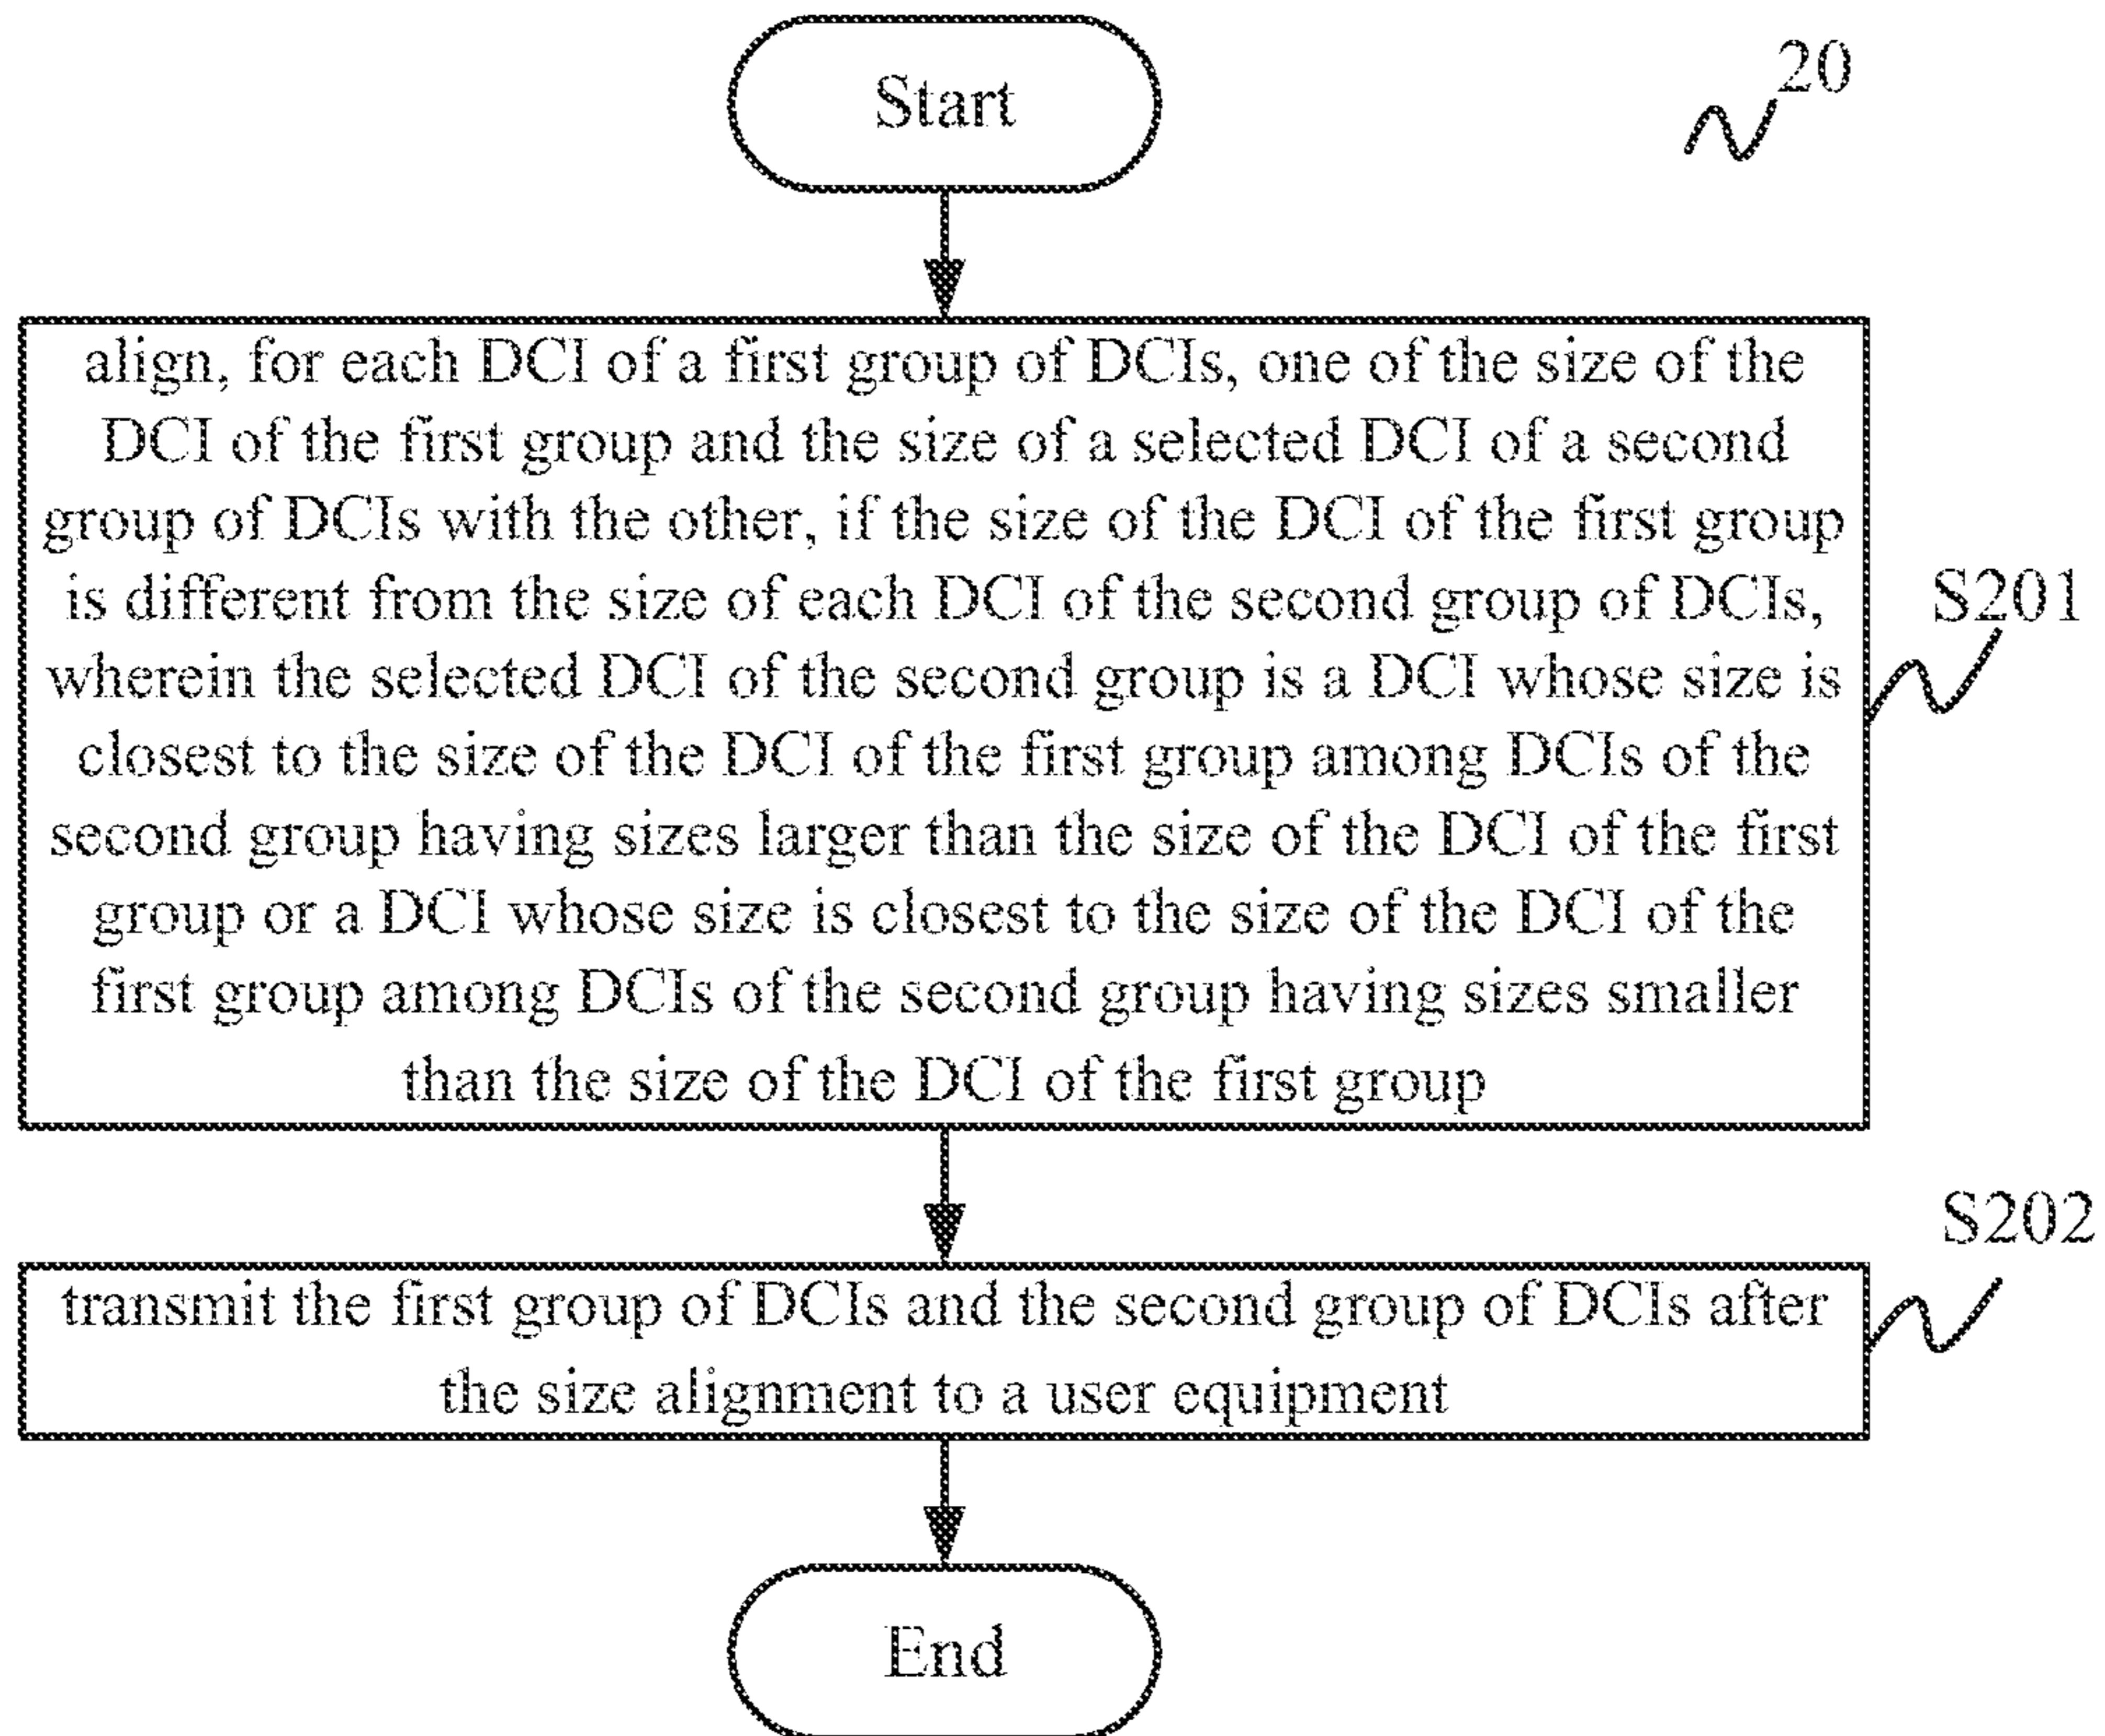 Start
20
align, for each DCI of a first group of DCIs, one of the size of the
DCI of the first group and the size of a selected DCI of a second
group of DCIs with the other, if the size of the DCI of the first group
is different from the size of each DCI of the second group of DCIs,
wherein the selected DCI of the second group is a DCI whose size is
closest to the size of the DCI of the first group among DCIs of the
second group having sizes larger than the size of the DCI of the first
group or a DCI whose size is closest to the size of the DCI of the
first group among DCIs of the second group having sizes smaller
than the size of the DCI of the first group
S201
transmit the first group of DCIs and the second group of DCIs after
the size alignment to a user equipment
S202
End